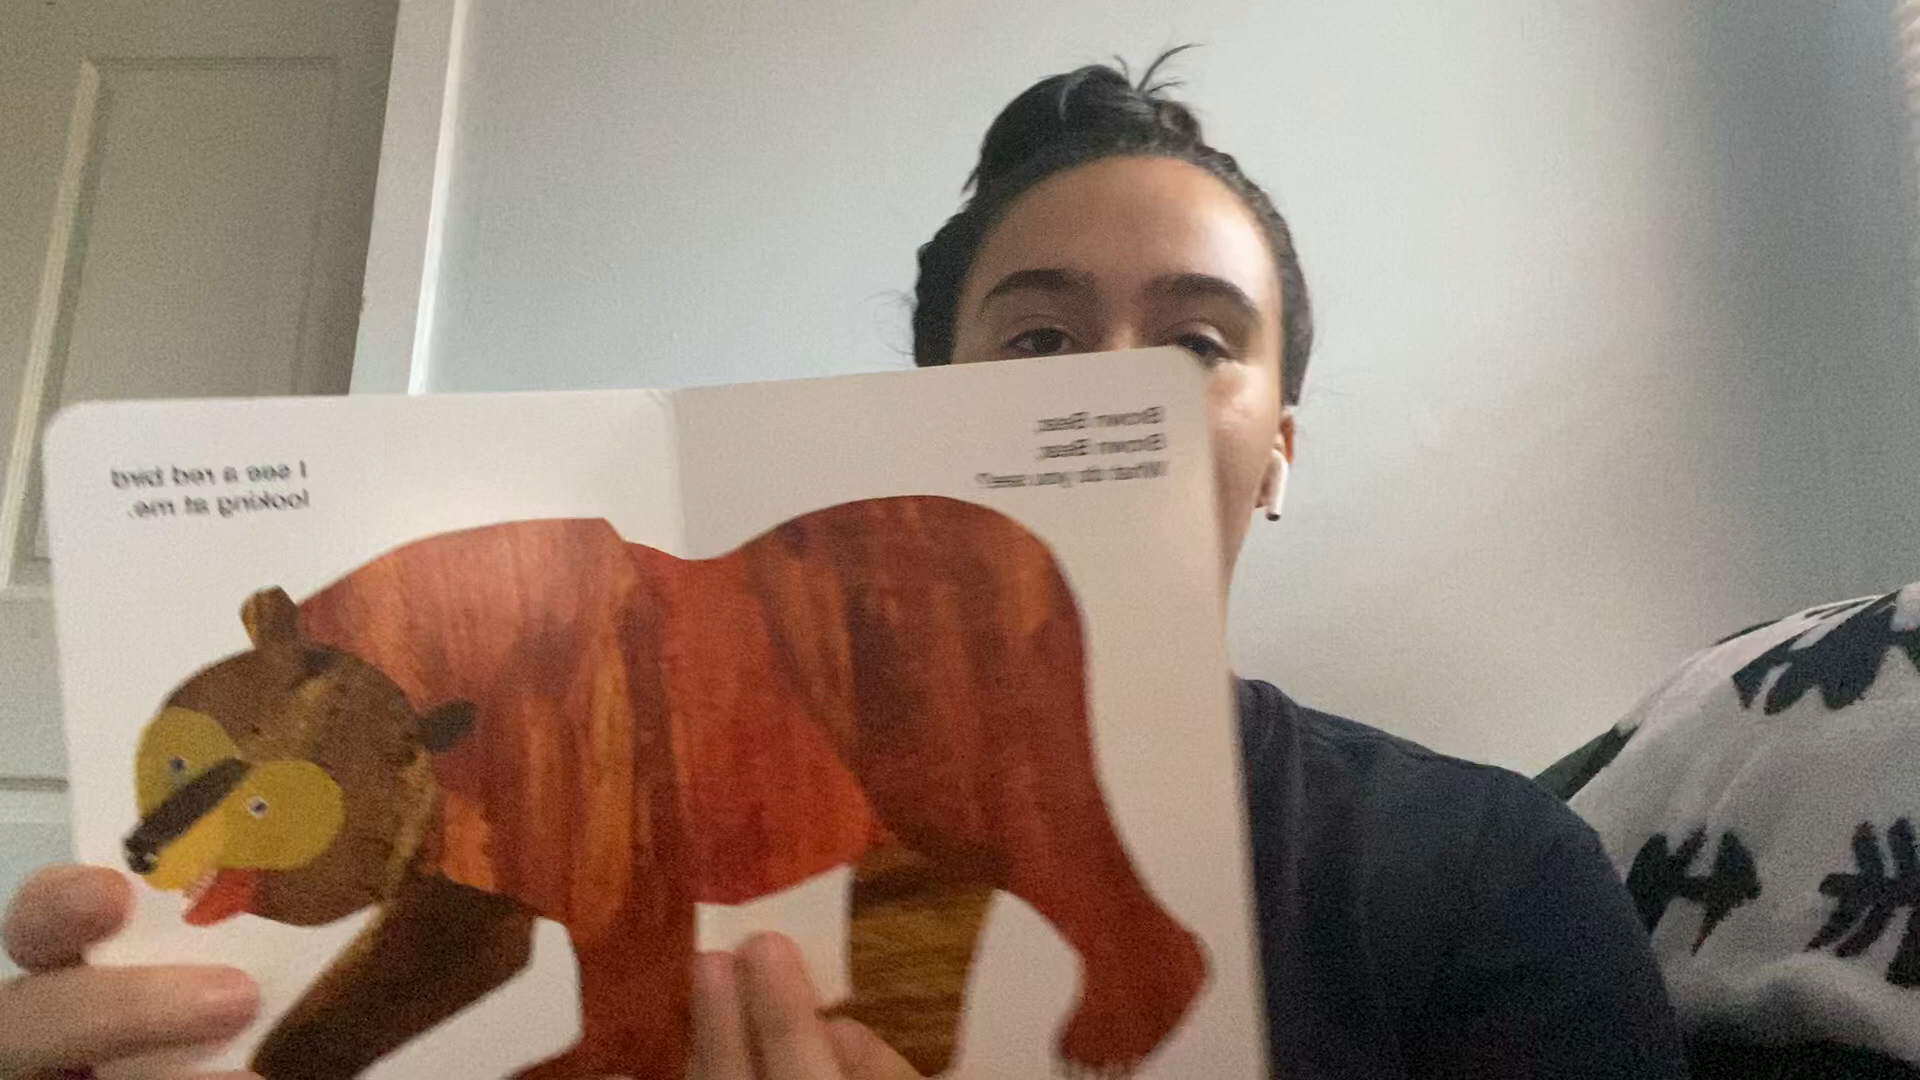 Brown Bear,
Brown Bear,
What do you see?
I see a red bird
looking at me.